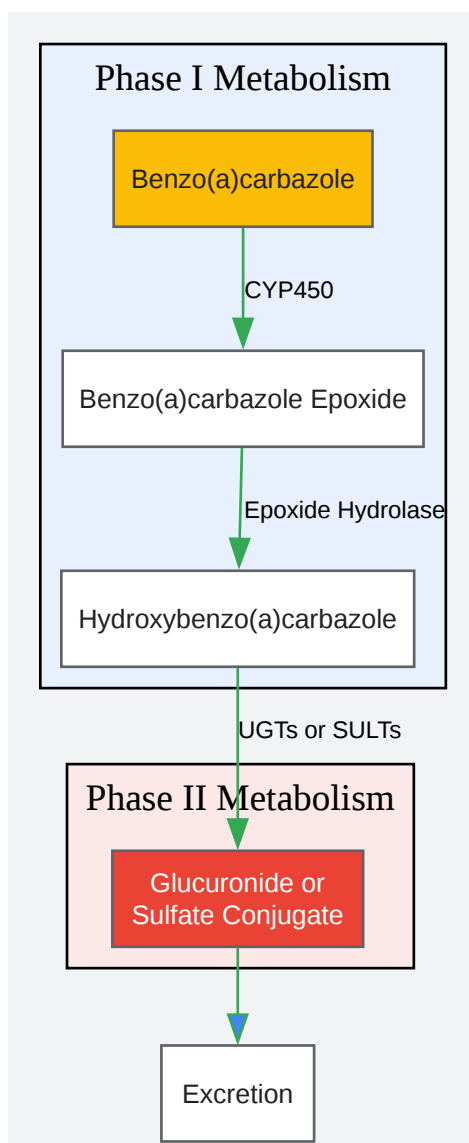 Phase I Metabolism
Benzo(a)carbazole
CYP450
Benzo(a)carbazole Epoxide
Epoxide Hydrolase
Hydroxybenzo(a)carbazole
UGTs or SULTs
Phase II Metabolism
Glucuronide or
Sulfate Conjugate
Excretion